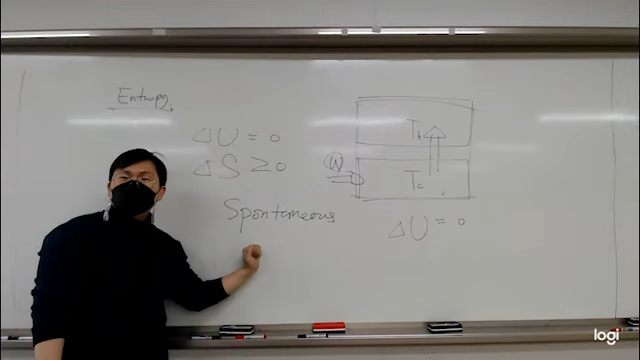 Entropy
ΔU = 0
ΔS ≥ 0
Spontaneous
Th
W
Tc
ΔU = 0
logi